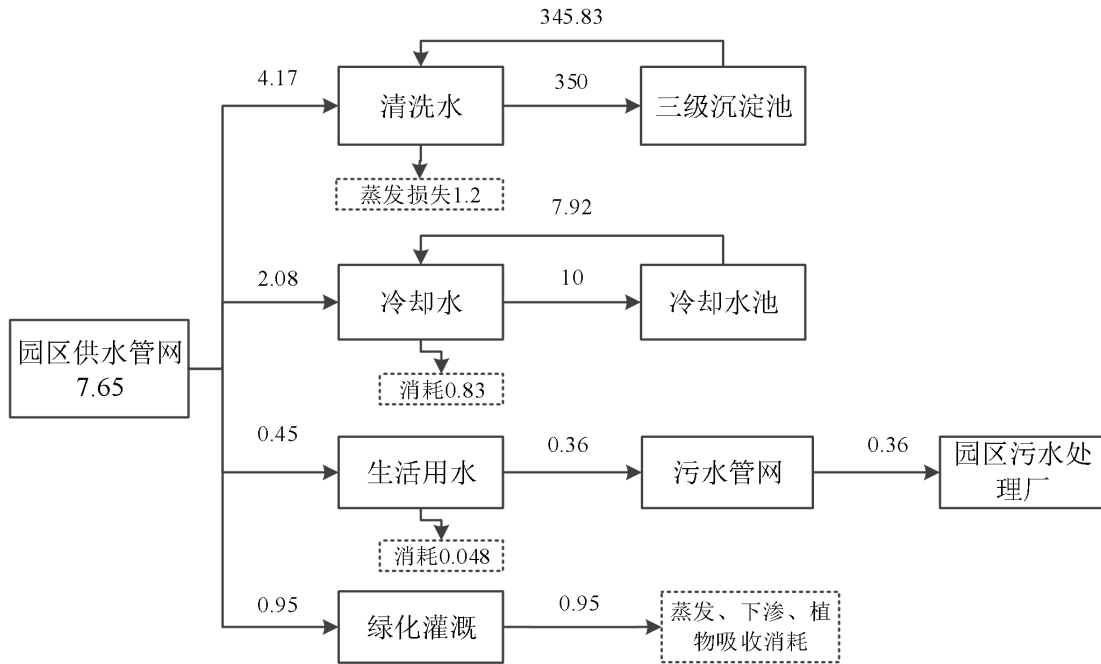 345.83
4.17
清洗水
350
三级沉淀池
蒸发损失1.2
7.92
2.08
冷却水
10
冷却水池
园区供水管网
7.65
消耗0.83
0.45
生活用水
0.36
污水管网
0.36
园区污水处
理厂
消耗0.048
0.95
绿化灌溉
0.95
蒸发、下渗、植
物吸收消耗